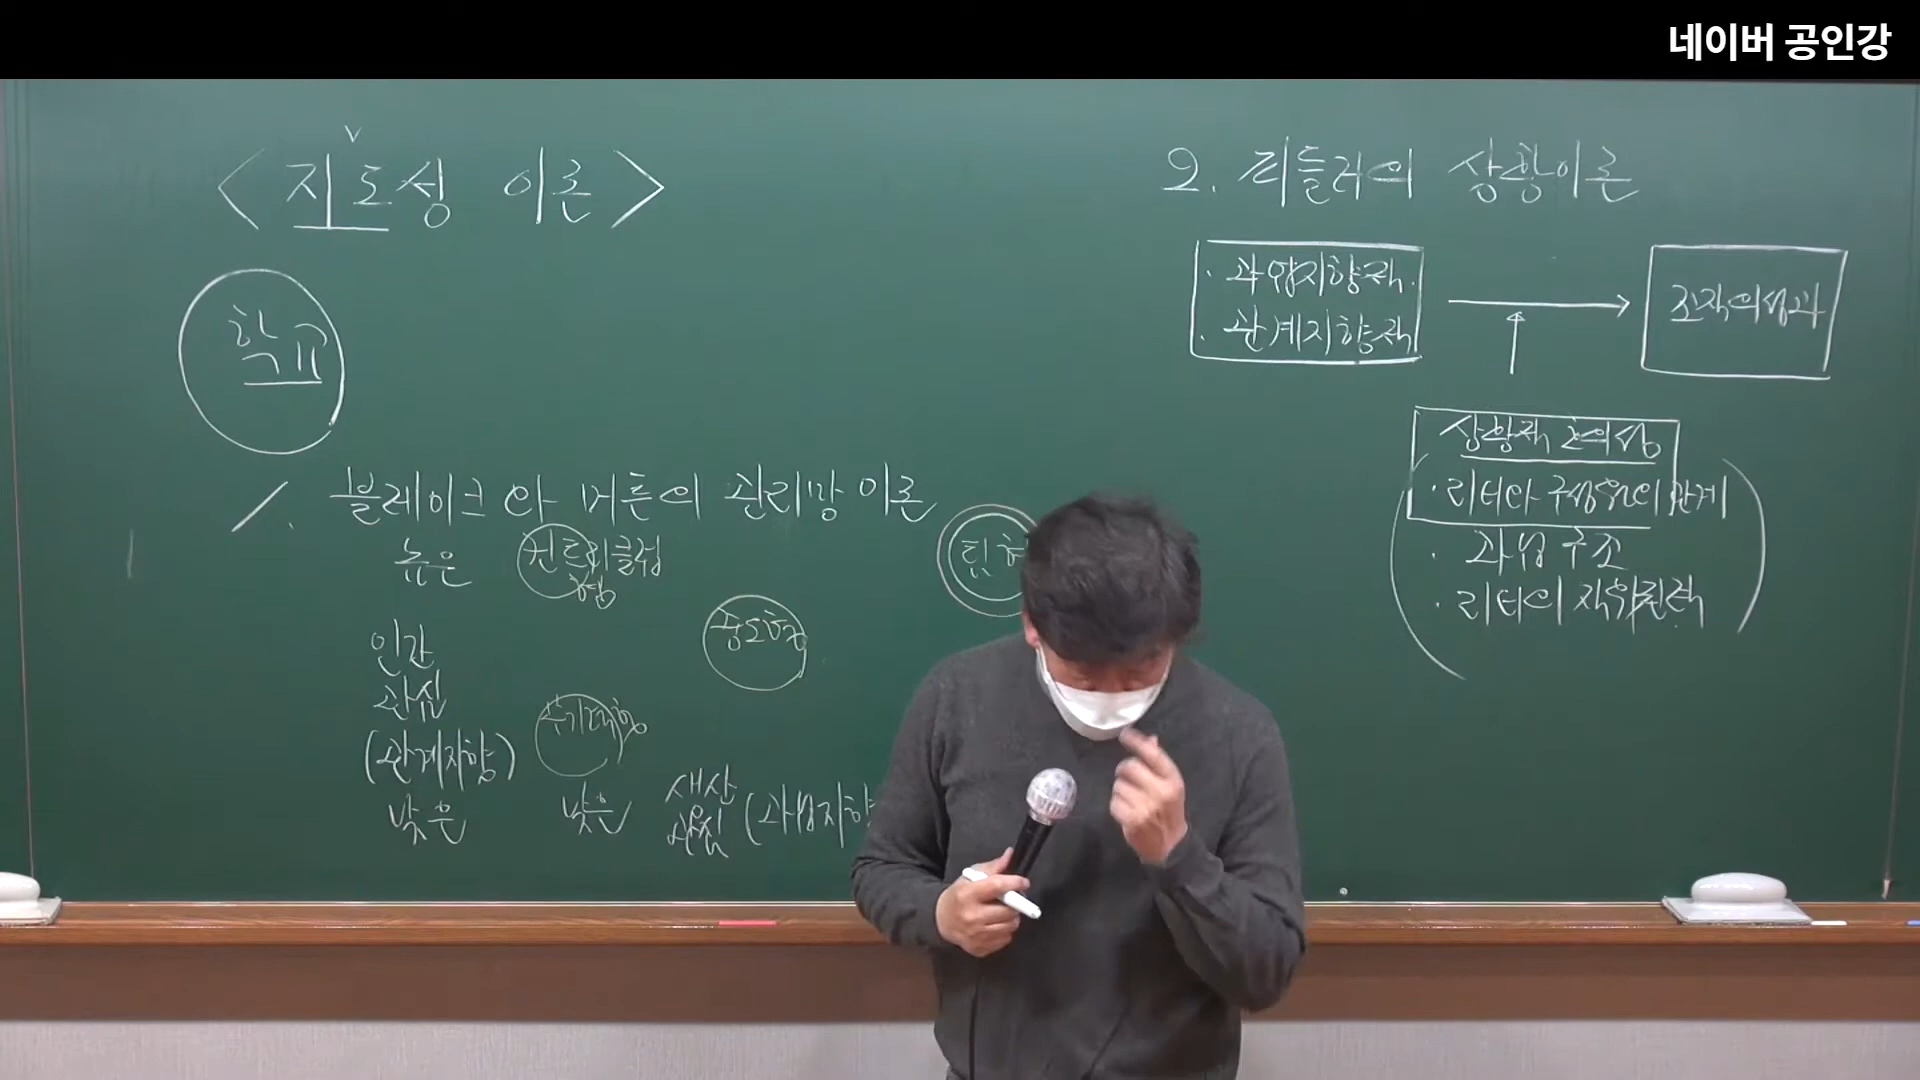 네이버 공인강
<지도성 이론>
학교
1. 블레이크와 머튼의 관리망 이론
높은 컨트리클럽형
팀형
중도형
인간
관심
(관계지향)
낮은
무기력형
낮은 생산
관심 (과업지향
2. 피들러의 상황이론
· 과업지향적
· 관계지향적
조직의 성과
상황적 호의성
· 리더와 구성원의 관계
· 과업 구조
· 리더의 지위권력